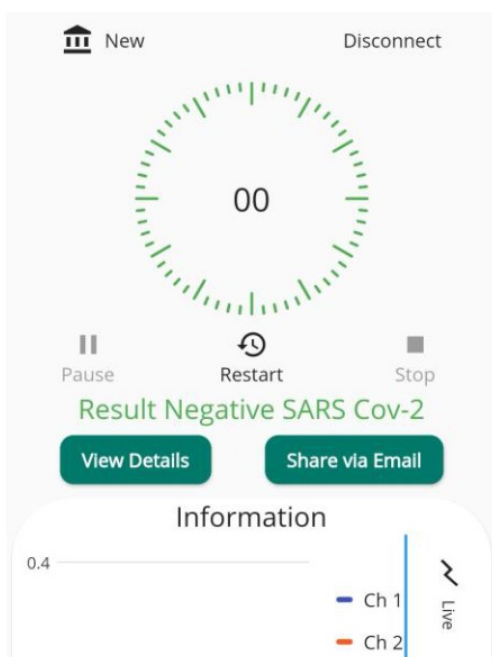 New
Disconnect
00
Pause
Restart
Stop
Result Negative SARS Cov-2
View Details
Share via Email
Information
0.4
Ch 1
Ch 2
Live